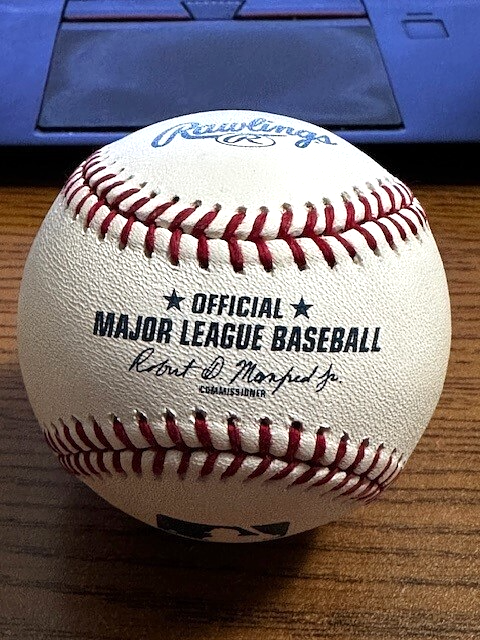 Rawlings
R
★ OFFICIAL ★
MAJOR LEAGUE BASEBALL
Robert D Manfred Jr.
COMMISSIONER